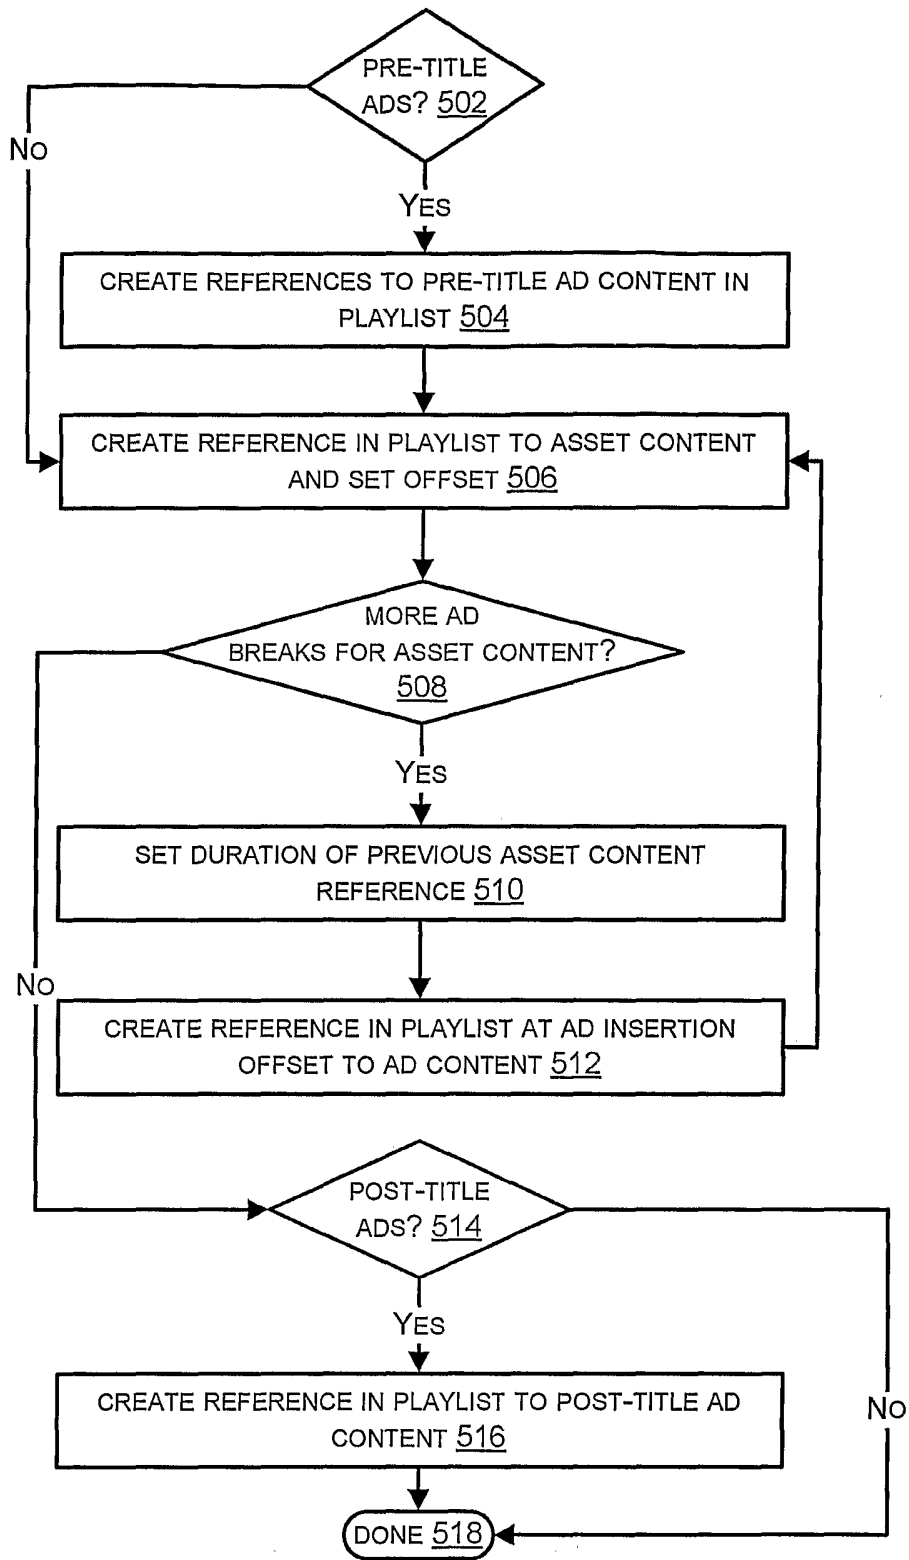 PRE-TITLE
ADS? 502
NO
YES
CREATE REFERENCES TO PRE-TITLE AD CONTENT IN
PLAYLIST 504
CREATE REFERENCE IN PLAYLIST TO ASSET CONTENT
AND SET OFFSET 506
MORE AD
BREAKS FOR ASSET CONTENT?
508
YES
SET DURATION OF PREVIOUS ASSET CONTENT
REFERENCE 510
NO
CREATE REFERENCE IN PLAYLIST AT AD INSERTION
OFFSET TO AD CONTENT 512
POST-TITLE
ADS? 514
YES
CREATE REFERENCE IN PLAYLIST TO POST-TITLE AD
CONTENT 516
NO
DONE 518